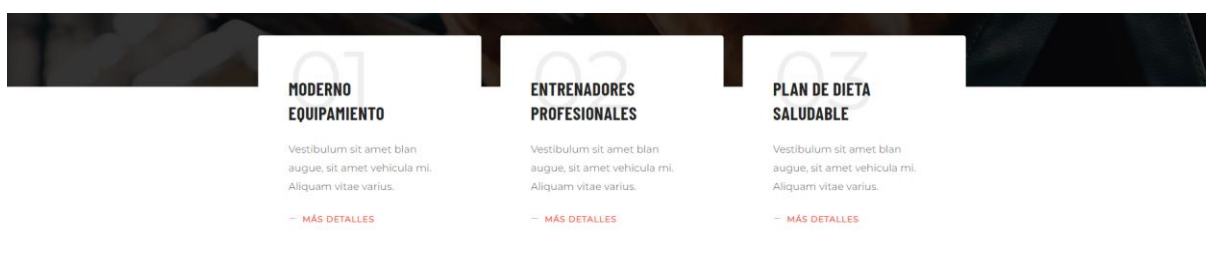 01
MODERNO
EQUIPAMIENTO
Vestibulum sit amet blan
augue, sit amet vehicula mi.
Aliquam vitae varius.
— MÁS DETALLES
02
ENTRENADORES
PROFESIONALES
Vestibulum sit amet blan
augue, sit amet vehicula mi.
Aliquam vitae varius.
— MÁS DETALLES
03
PLAN DE DIETA
SALUDABLE
Vestibulum sit amet blan
augue, sit amet vehicula mi.
Aliquam vitae varius.
— MÁS DETALLES